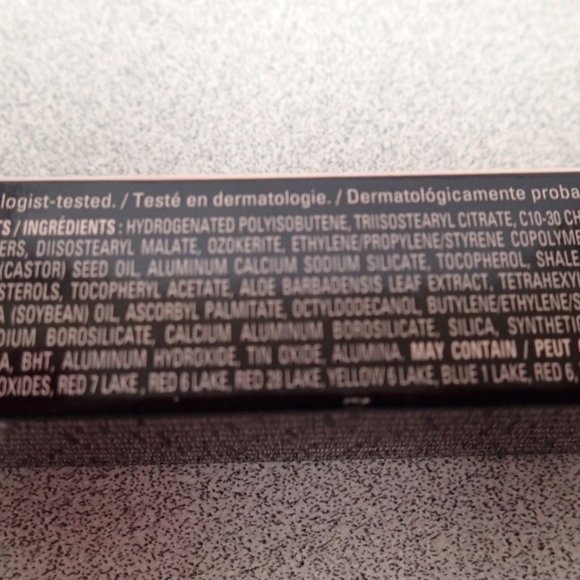 logist-tested. / Testé en dermatologie. / Dermatológicamente proba
TS / INGRÉDIENTS : HYDROGENATED POLYISOBUTENE, TRIISOSTEARYL CITRATE, C10-30 CH
ERS, DIISOSTEARYL MALATE, OZOKERITE, ETHYLENE/PROPYLENE/STYRENE COPOLYME
(CASTOR) SEED OIL, ALUMINUM CALCIUM SODIUM SILICATE, TOCOPHEROL, SHALE
STEROLS, TOCOPHERYL ACETATE, ALOE BARBADENSIS LEAF EXTRACT, TETRAHEXY
A (SOYBEAN) OIL, ASCORBYL PALMITATE, OCTYLDODECANOL, BUTYLENE/ETHYLENE/S
DIUM BOROSILICATE, CALCIUM ALUMINUM BOROSILICATE, SILICA, SYNTHETIC
A, BHT, ALUMINUM HYDROXIDE, TIN OXIDE, ALUMINA. MAY CONTAIN / PEUT
OXIDES, RED 7 LAKE, RED 6 LAKE, RED 28 LAKE, YELLOW 6 LAKE, BLUE 1 LAKE, RED 6